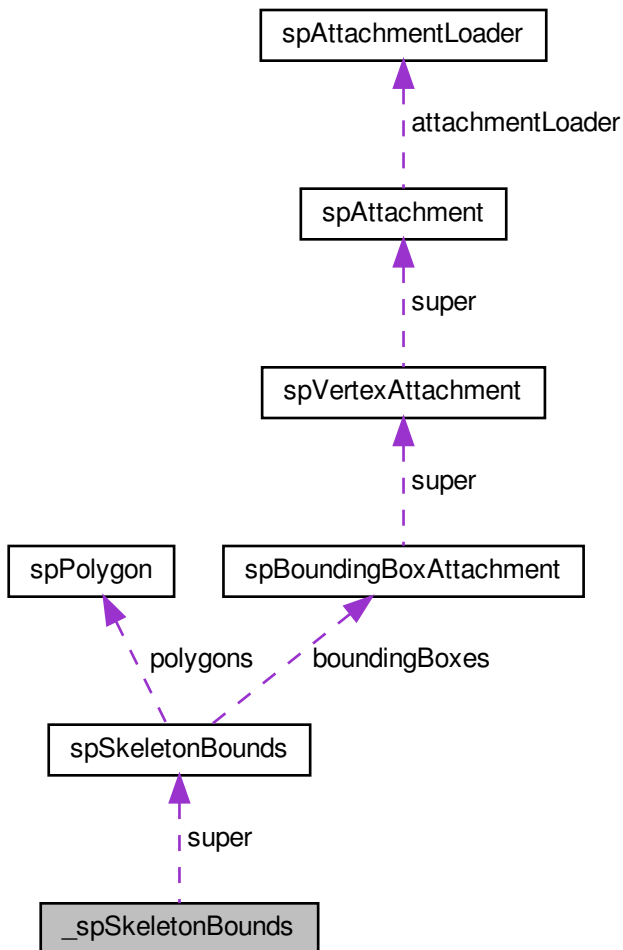 spAttachmentLoader
attachmentLoader
spAttachment
super
spVertexAttachment
super
spPolygon
spBoundingBoxAttachment
polygons
boundingBoxes
spSkeletonBounds
super
_spSkeletonBounds